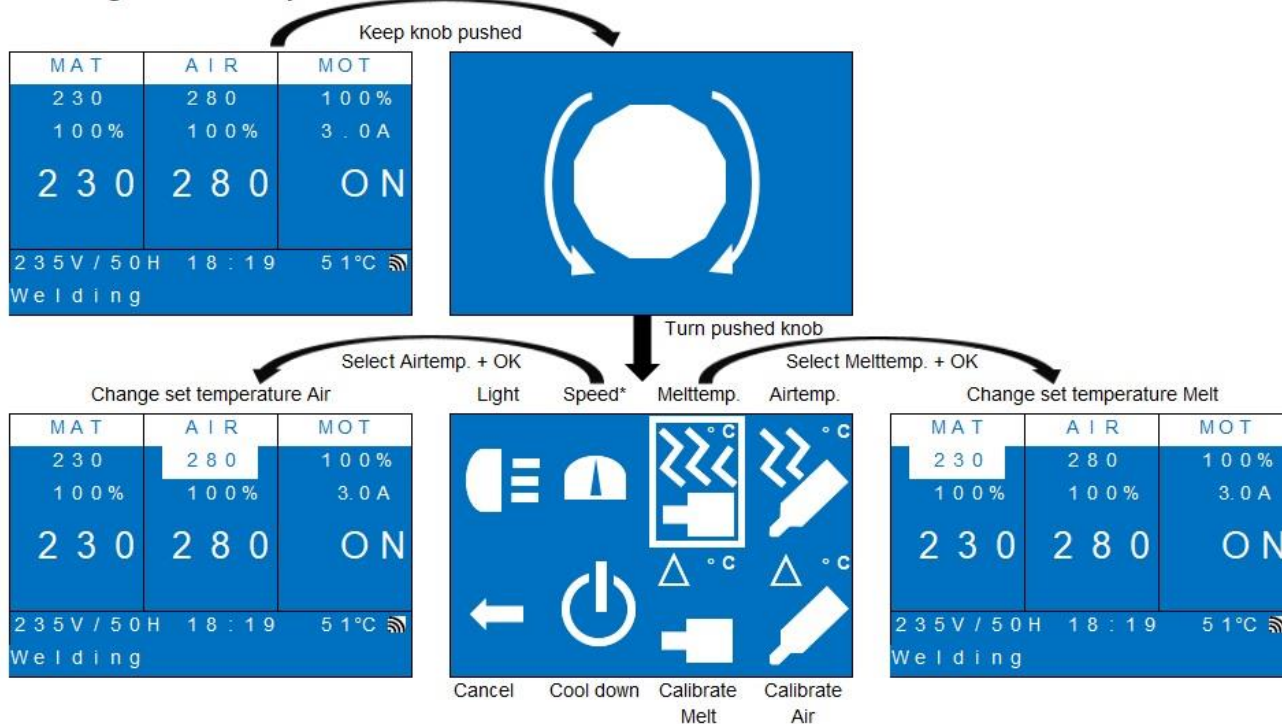 Keep knob pushed
MAT AIR MOT
230 280 100%
100% 100% 3.0A
230 280 ON
235V/50H 18:19 51°C
Welding
Turn pushed knob
Select Airtemp. + OK
Select Melttemp. + OK
Change set temperature Air
Light Speed* Melttemp. Airtemp.
Change set temperature Melt
MAT AIR MOT
230 280 100%
100% 100% 3.0A
230 280 ON
235V/50H 18:19 51°C
Welding
°C °C
°C °C
MAT AIR MOT
230 280 100%
100% 100% 3.0A
230 280 ON
235V/50H 18:19 51°C
Welding
Cancel Cool down Calibrate Melt Calibrate Air